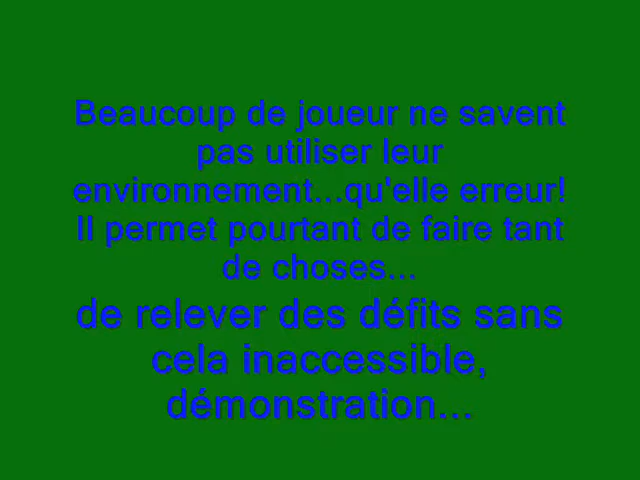 Beaucoup de joueur ne savent
pas utiliser leur
environnement...qu'elle erreur!
Il permet pourtant de faire tant
de choses...
de relever des défits sans
cela inaccessible,
démonstration...